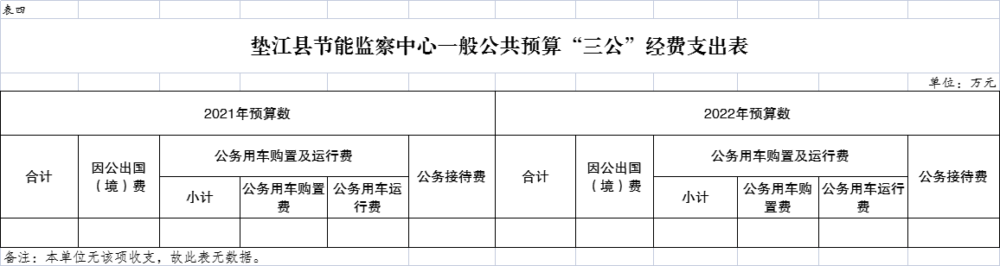 表四
垫江县节能监察中心一般公共预算“三公”经费支出表
单位：万元
2021年预算数 2022年预算数
合计 因公出国（境）费 公务用车购置及运行费 公务接待费 合计 因公出国（境）费 公务用车购置及运行费 公务接待费
小计 公务用车购置费 公务用车运行费 小计 公务用车购置费 公务用车运行费
备注：本单位无该项收支，故此表无数据。